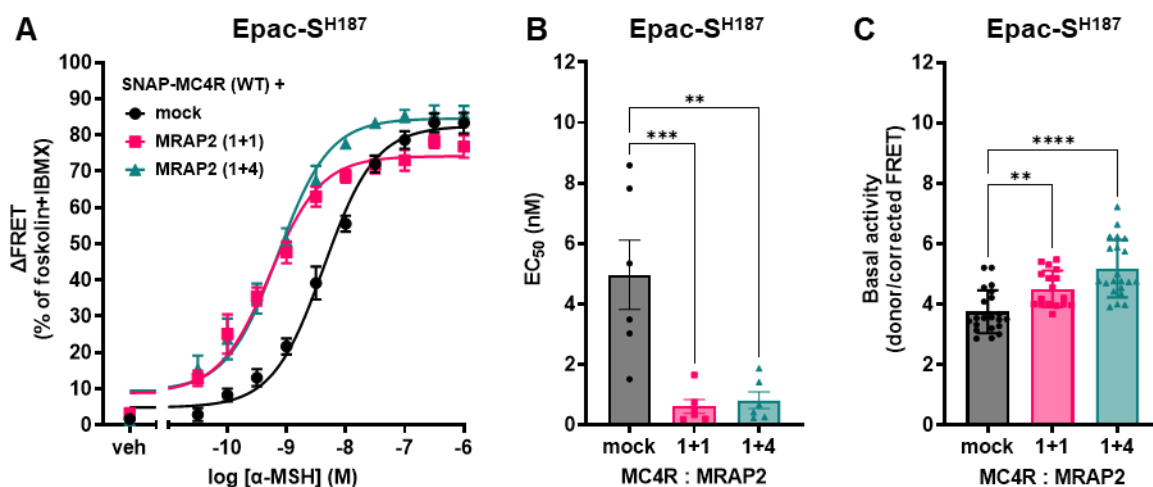 A
Epac-S^H187
ΔFRET
(% of foskolin+IBMX)
100
90
80
70
60
50
40
30
20
10
0
SNAP-MC4R (WT) +
mock
MRAP2 (1+1)
MRAP2 (1+4)
veh
-10
-9
-8
-7
-6
log [α-MSH] (M)
B
Epac-S^H187
EC₅₀ (nM)
12
10
8
6
4
2
0
**
***
mock
1+1
1+4
MC4R : MRAP2
C
Epac-S^H187
Basal activity
(donor/corrected FRET)
12
10
8
6
4
2
0
****
**
mock
1+1
1+4
MC4R : MRAP2